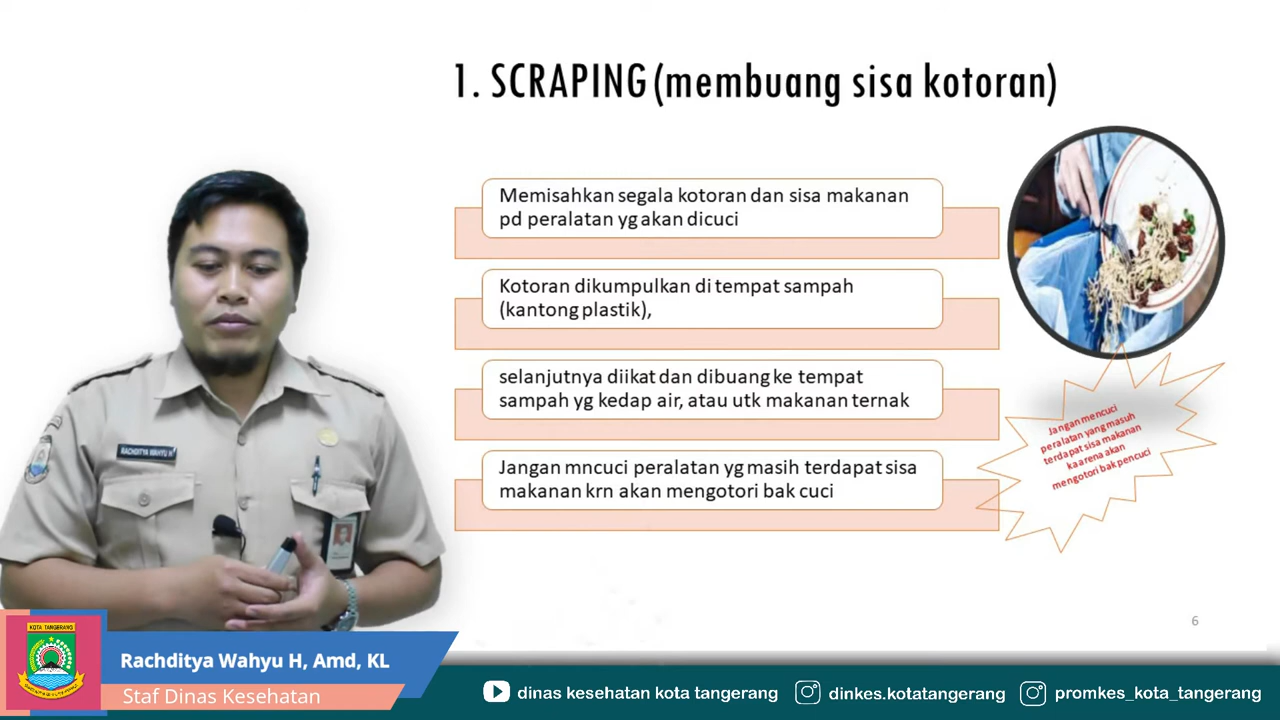 1. SCRAPING (membuang sisa kotoran)
Memisahkan segala kotoran dan sisa makanan
pd peralatan yg akan dicuci
Kotoran dikumpulkan di tempat sampah
(kantong plastik),
selanjutnya diikat dan dibuang ke tempat
sampah yg kedap air, atau utk makanan ternak
Jangan mncuci peralatan yg masih terdapat sisa
makanan krn akan mengotori bak cuci
Jangan mencuci
peralatan yang masuh
terdapat sisa makanan
kaarena akan
mengotori bak pencuci
RACHDITYA WAHYU H
6
KOTA TANGERANG
Rachditya Wahyu H, Amd, KL
Staf Dinas Kesehatan
dinas kesehatan kota tangerang
dinkes.kotatangerang
promkes_kota_tangerang